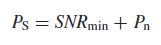 P_S = SNR_min + P_n